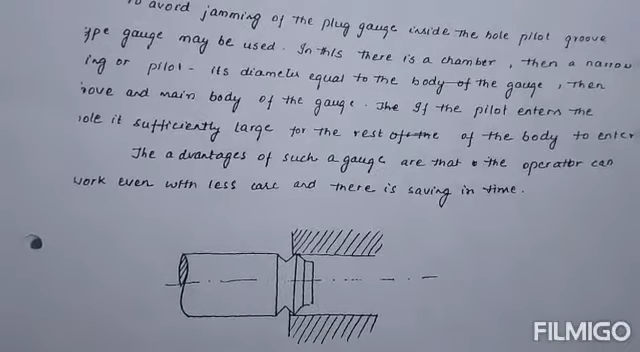 To avoid jamming of the plug gauge inside the hole pilot groove
type gauge may be used. In this there is a chamber, then a narrow
ing or pilot - its diameter equal to the body of the gauge, then
rove and main body of the gauge. The If the pilot enters the
ole it sufficiently large for the rest of the of the body to enter
The advantages of such a gauge are that the operator can
work even with less care and there is saving in time.
FILMIGO